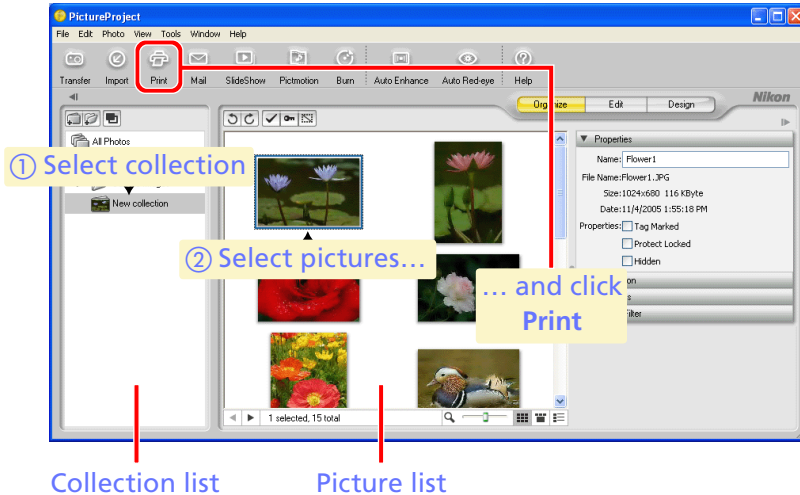 PictureProject
File Edit Photo View Tools Window Help
Transfer Import Print Mail SlideShow Pictmotion Burn Auto Enhance Auto Red-eye Help
Organize Edit Design
Nikon
All Photos
① Select collection
New collection
② Select pictures...
1 selected, 15 total
Properties
Name: Flower1
File Name:Flower1.JPG
Size:1024x680 116 KByte
Date:11/4/2005 1:55:18 PM
Properties: Tag Marked
Protect Locked
Hidden
... and click
Print
Collection list
Picture list